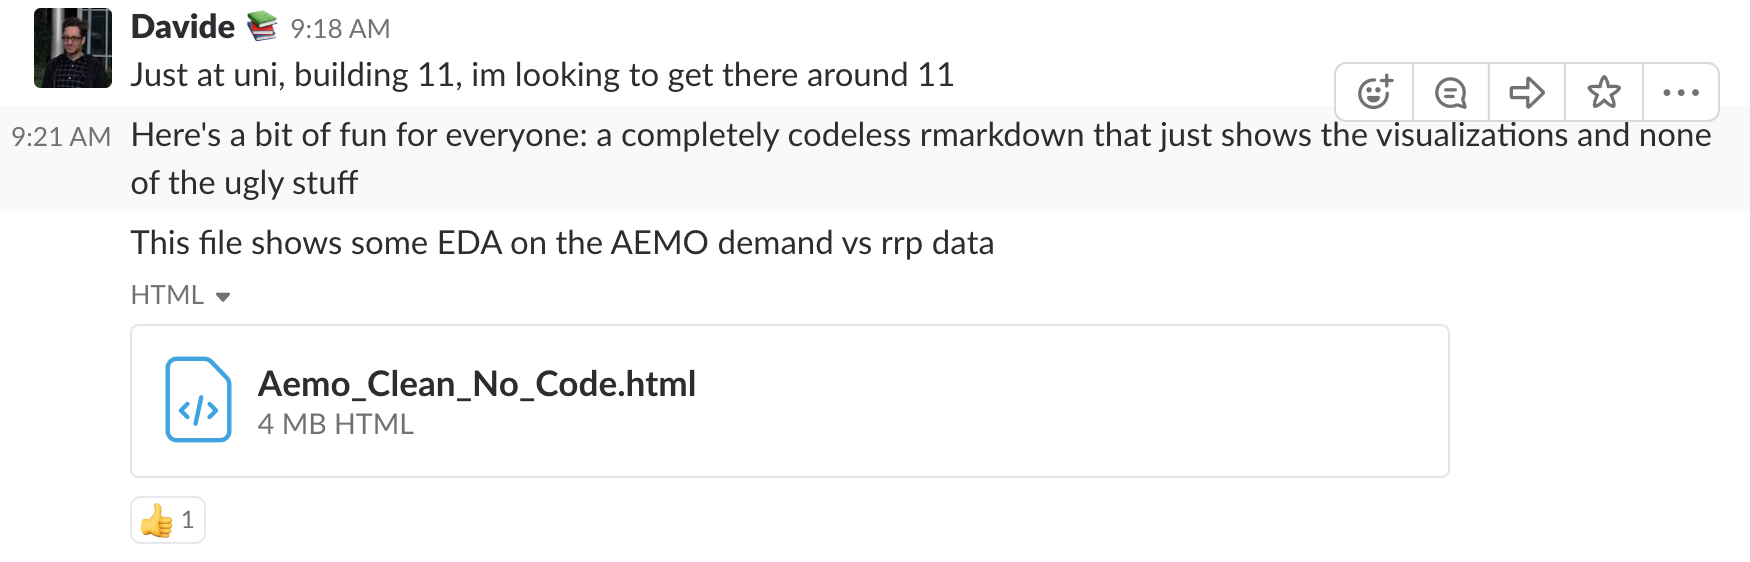 Davide 📚 9:18 AM
Just at uni, building 11, im looking to get there around 11
9:21 AM Here's a bit of fun for everyone: a completely codeless rmarkdown that just shows the visualizations and none
of the ugly stuff
This file shows some EDA on the AEMO demand vs rrp data
HTML
Aemo_Clean_No_Code.html
4 MB HTML
👍 1